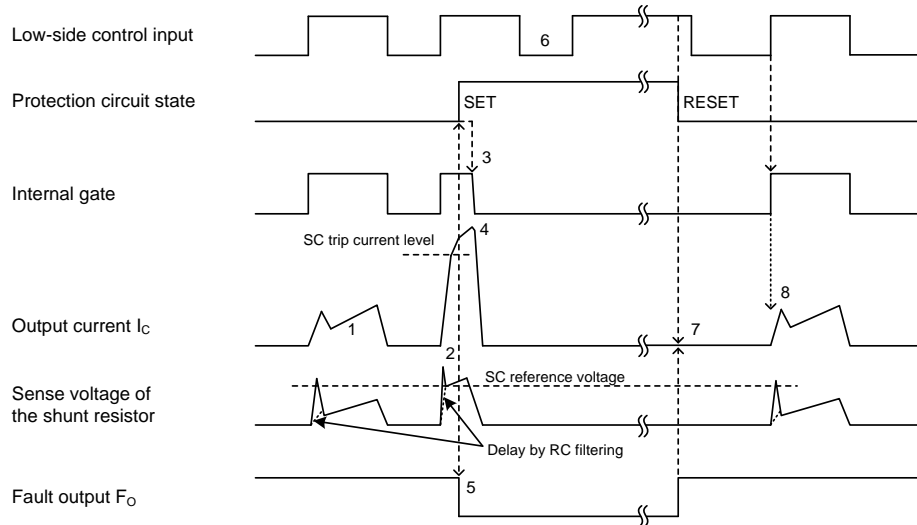 Low-side control input
6
Protection circuit state
SET
RESET
3
Internal gate
4
SC trip current level
8
Output current IC
1
7
2
SC reference voltage
Sense voltage of
the shunt resistor
Delay by RC filtering
5
Fault output FO